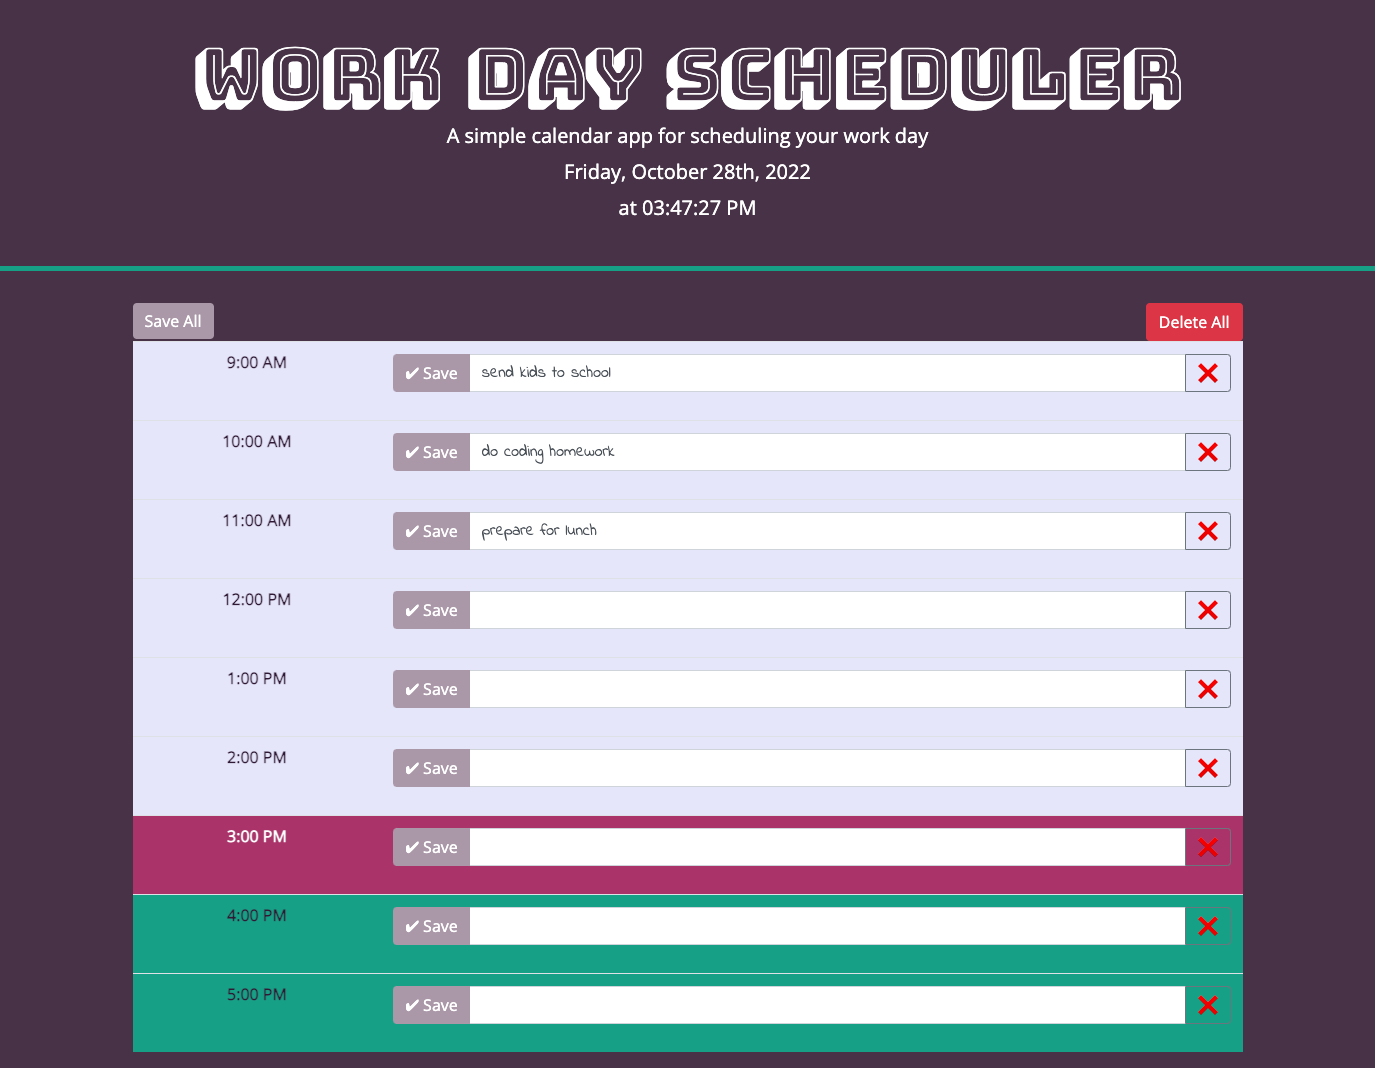 WORK DAY SCHEDULER
A simple calendar app for scheduling your work day
Friday, October 28th, 2022
at 03:47:27 PM
Save All Delete All
9:00 AM ✔ Save send kids to school ❌
10:00 AM ✔ Save do coding homework ❌
11:00 AM ✔ Save prepare for lunch ❌
12:00 PM ✔ Save ❌
1:00 PM ✔ Save ❌
2:00 PM ✔ Save ❌
3:00 PM ✔ Save ❌
4:00 PM ✔ Save ❌
5:00 PM ✔ Save ❌